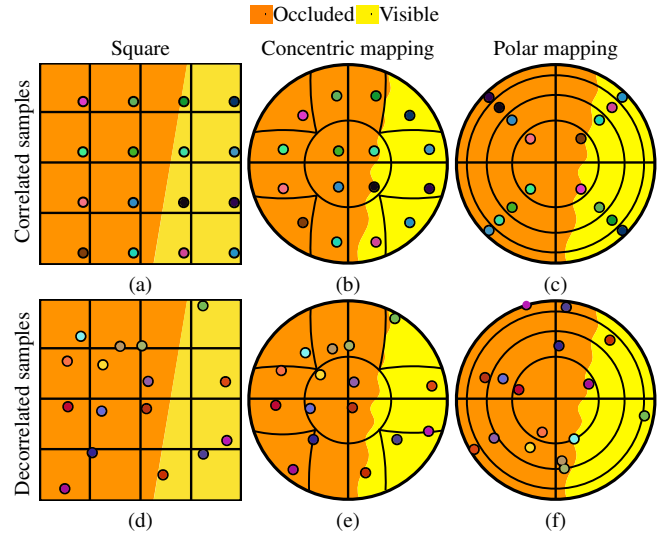 Occluded Visible
Square Concentric mapping Polar mapping
Correlated samples
(a) (b) (c)
Decorrelated samples
(d) (e) (f)